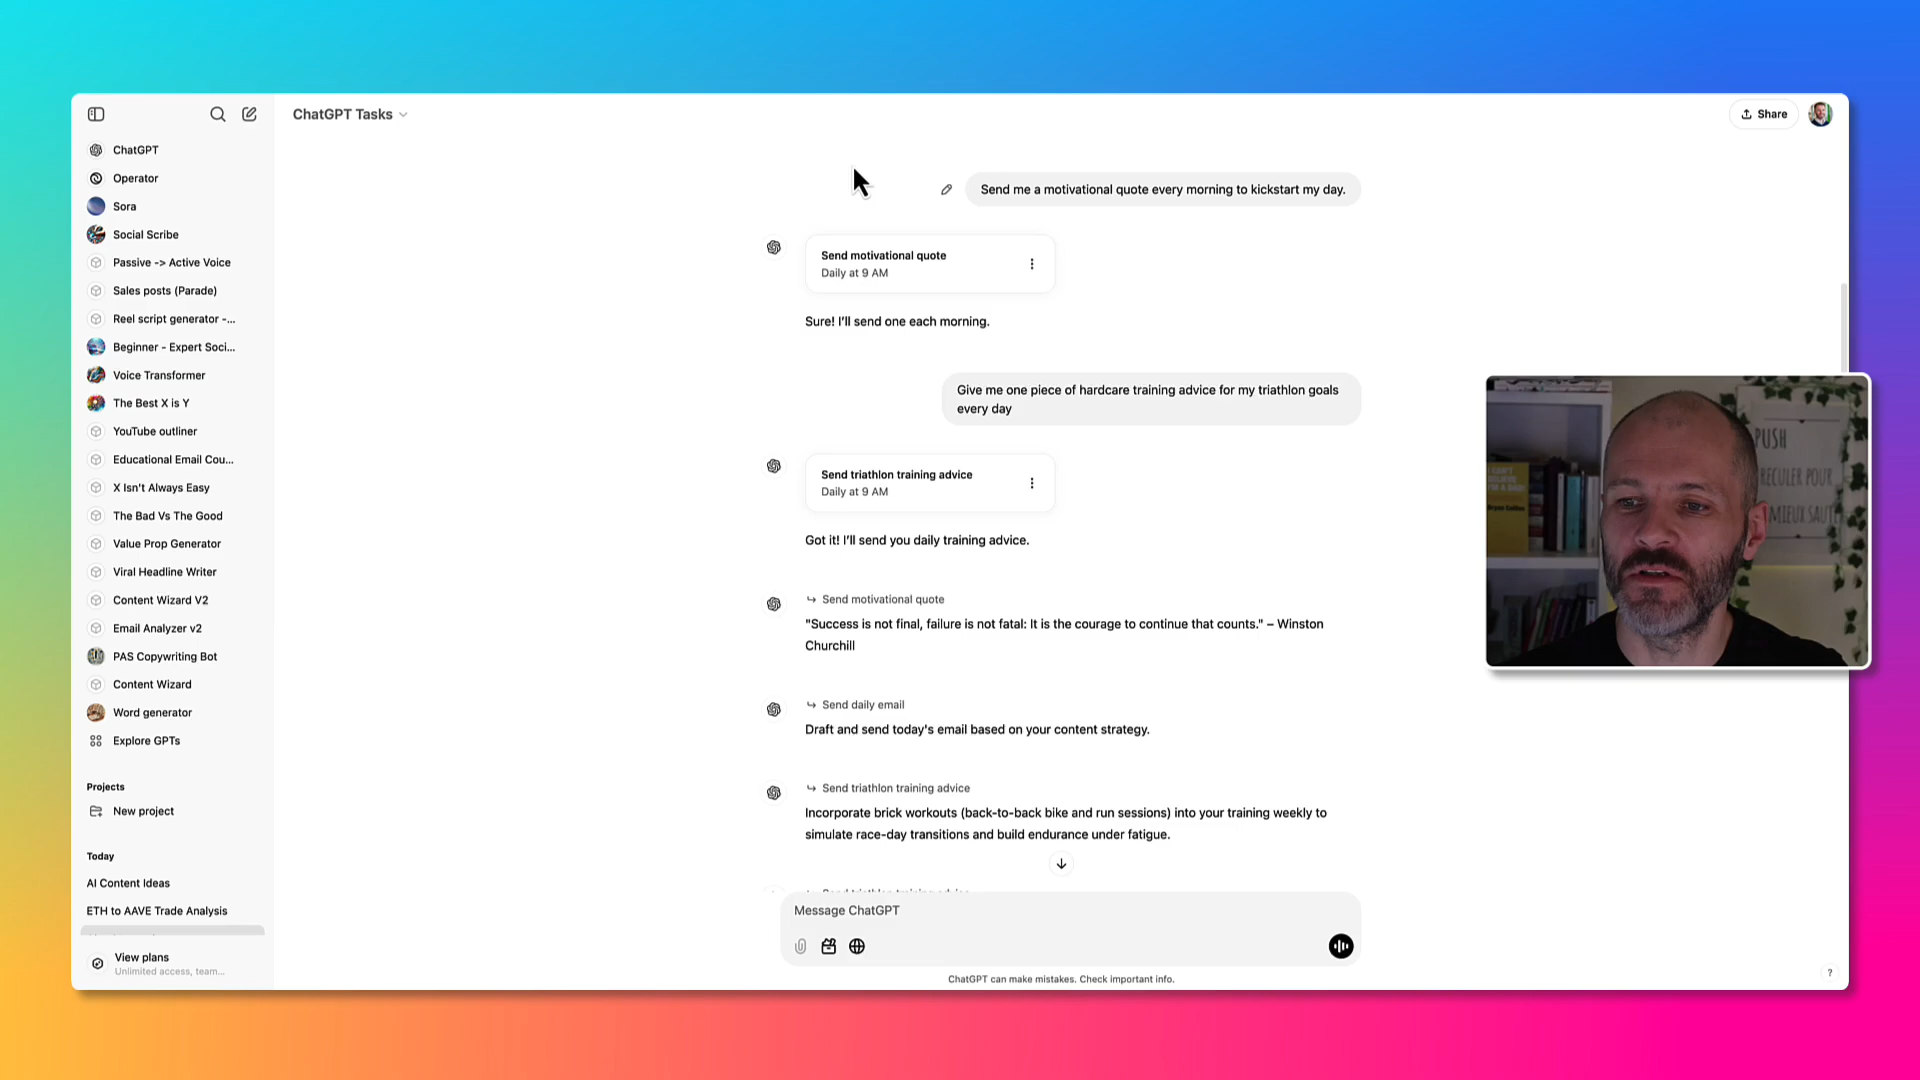 ChatGPT Tasks
Share
ChatGPT
Operator
Sora
Social Scribe
Passive -> Active Voice
Sales posts (Parade)
Reel script generator -...
Beginner - Expert Soci...
Voice Transformer
The Best X is Y
YouTube outliner
Educational Email Cou...
X Isn't Always Easy
The Bad Vs The Good
Value Prop Generator
Viral Headline Writer
Content Wizard V2
Email Analyzer v2
PAS Copywriting Bot
Content Wizard
Word generator
Explore GPTs
Projects
New project
Today
AI Content Ideas
ETH to AAVE Trade Analysis
View plans
Unlimited access, team...
Send me a motivational quote every morning to kickstart my day.
Send motivational quote
Daily at 9 AM
Sure! I'll send one each morning.
Give me one piece of hardcare training advice for my triathlon goals
every day
Send triathlon training advice
Daily at 9 AM
Got it! I'll send you daily training advice.
Send motivational quote
"Success is not final, failure is not fatal: It is the courage to continue that counts." – Winston
Churchill
Send daily email
Draft and send today's email based on your content strategy.
Send triathlon training advice
Incorporate brick workouts (back-to-back bike and run sessions) into your training weekly to
simulate race-day transitions and build endurance under fatigue.
Message ChatGPT
ChatGPT can make mistakes. Check important info.
?
PUSH
RECULER POUR
MIEUX SAUT